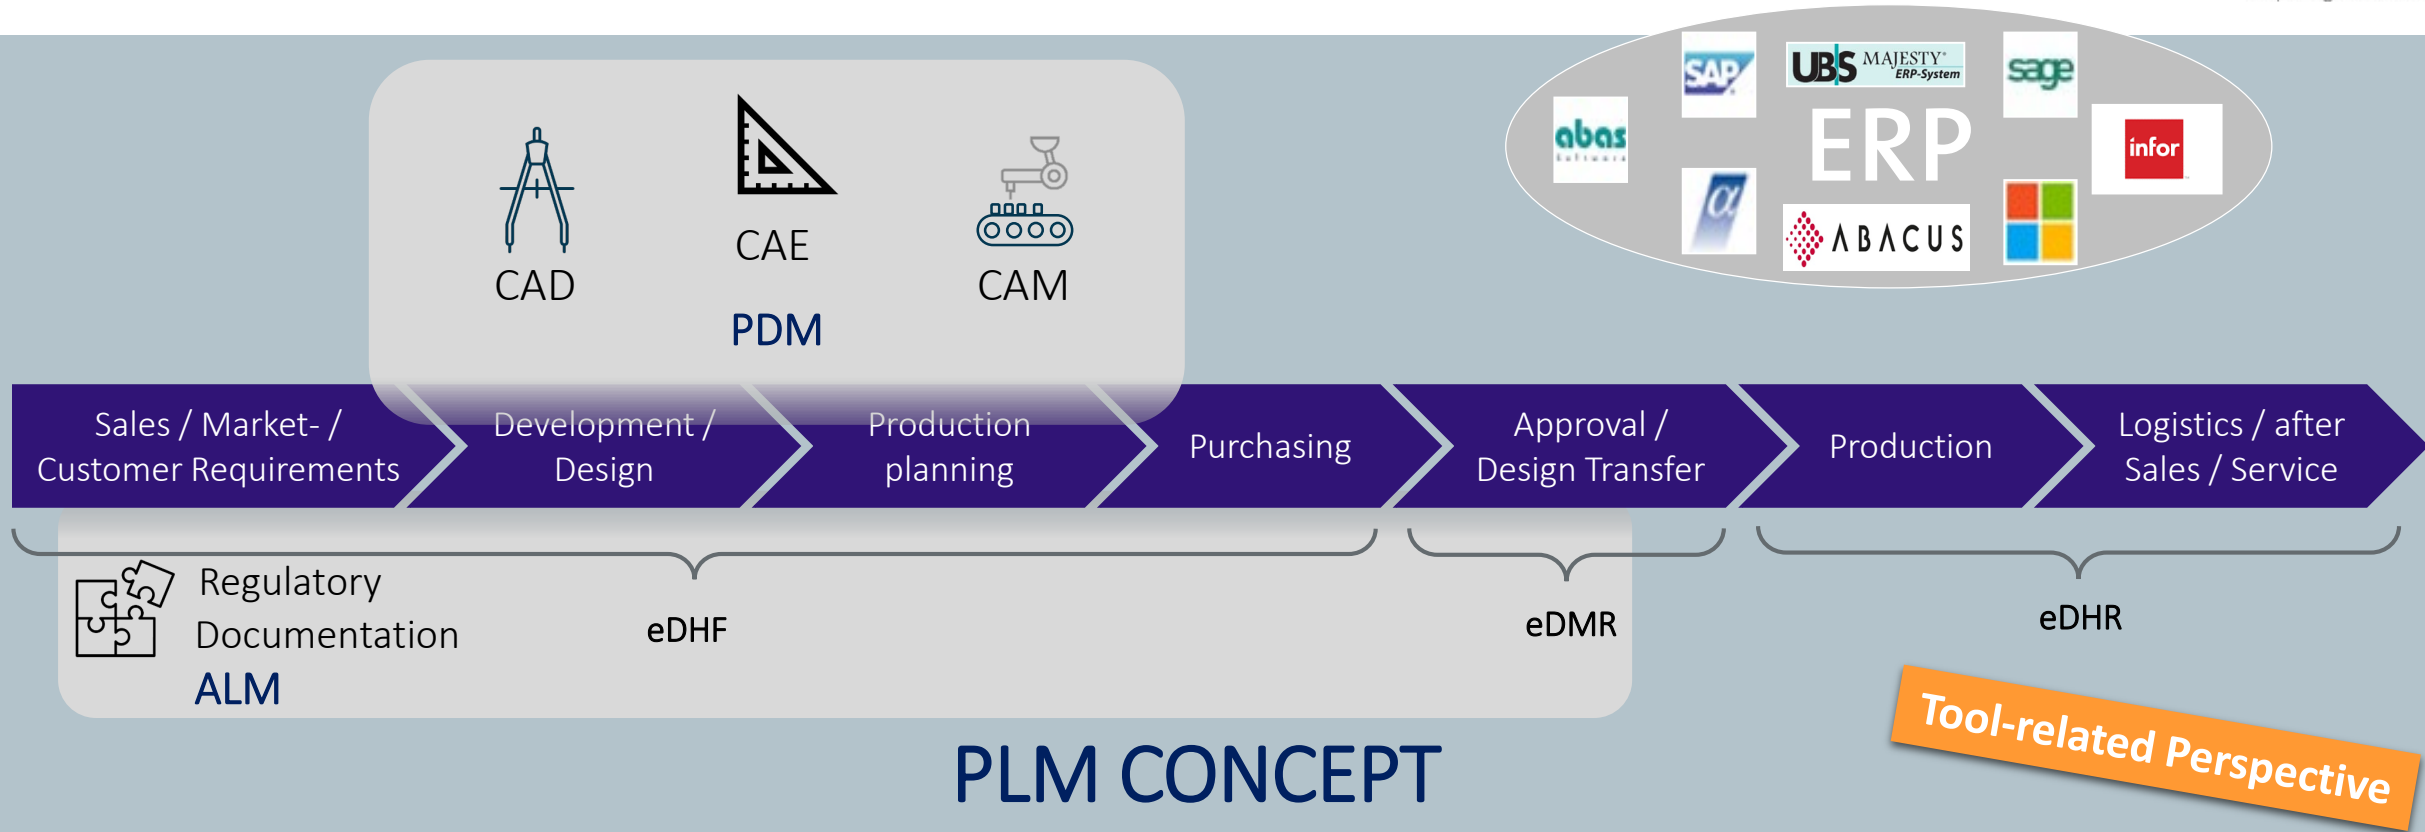 SAP
UBS MAJESTY®
ERP-System
sage
abas
ERP
infor
α
ABACUS
CAD
CAE
CAM
PDM
Sales / Market- /
Customer Requirements
Development /
Design
Production
planning
Purchasing
Approval /
Design Transfer
Production
Logistics / after
Sales / Service
Regulatory
Documentation
ALM
eDHF
eDMR
eDHR
PLM CONCEPT
Tool-related Perspective